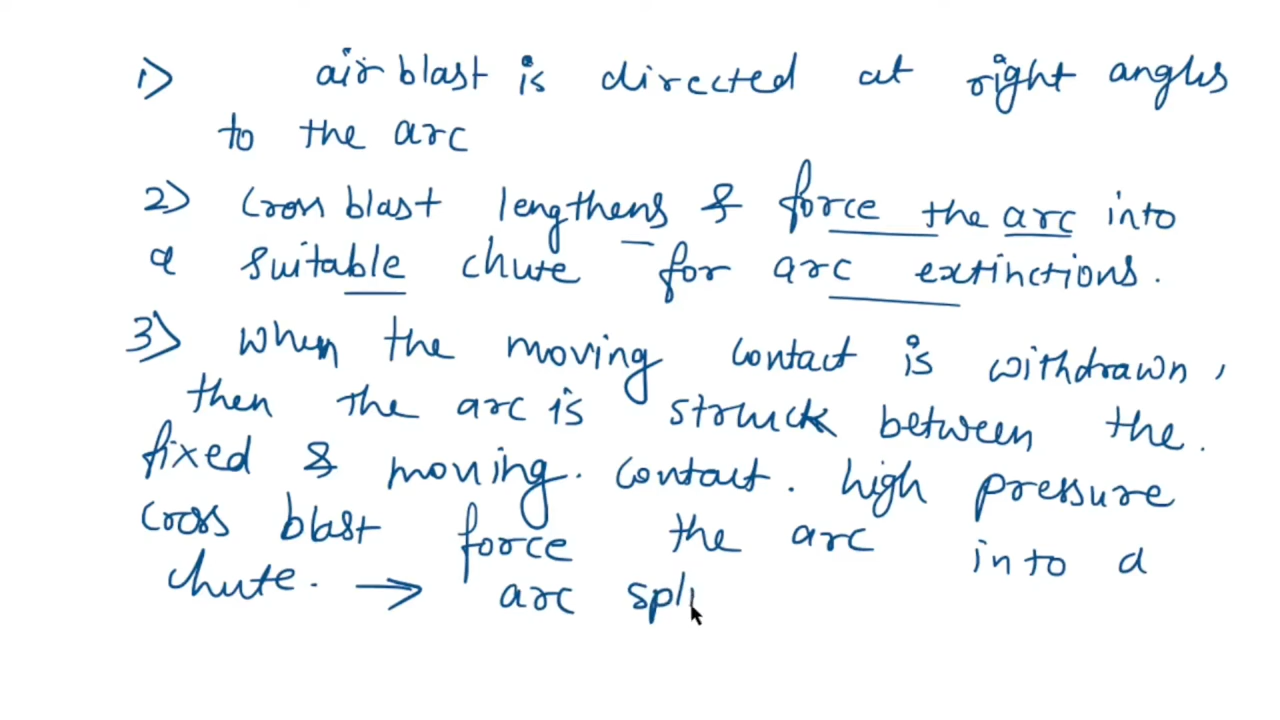 1) air blast is directed at right angles
to the arc
2) Cross blast lengthens & force the arc into
a suitable chute for arc extinctions.
3) when the moving contact is withdrawn,
then the arc is struck between the.
fixed & moving. contact. high pressure
cross blast force the arc into a
chute. → arc spli